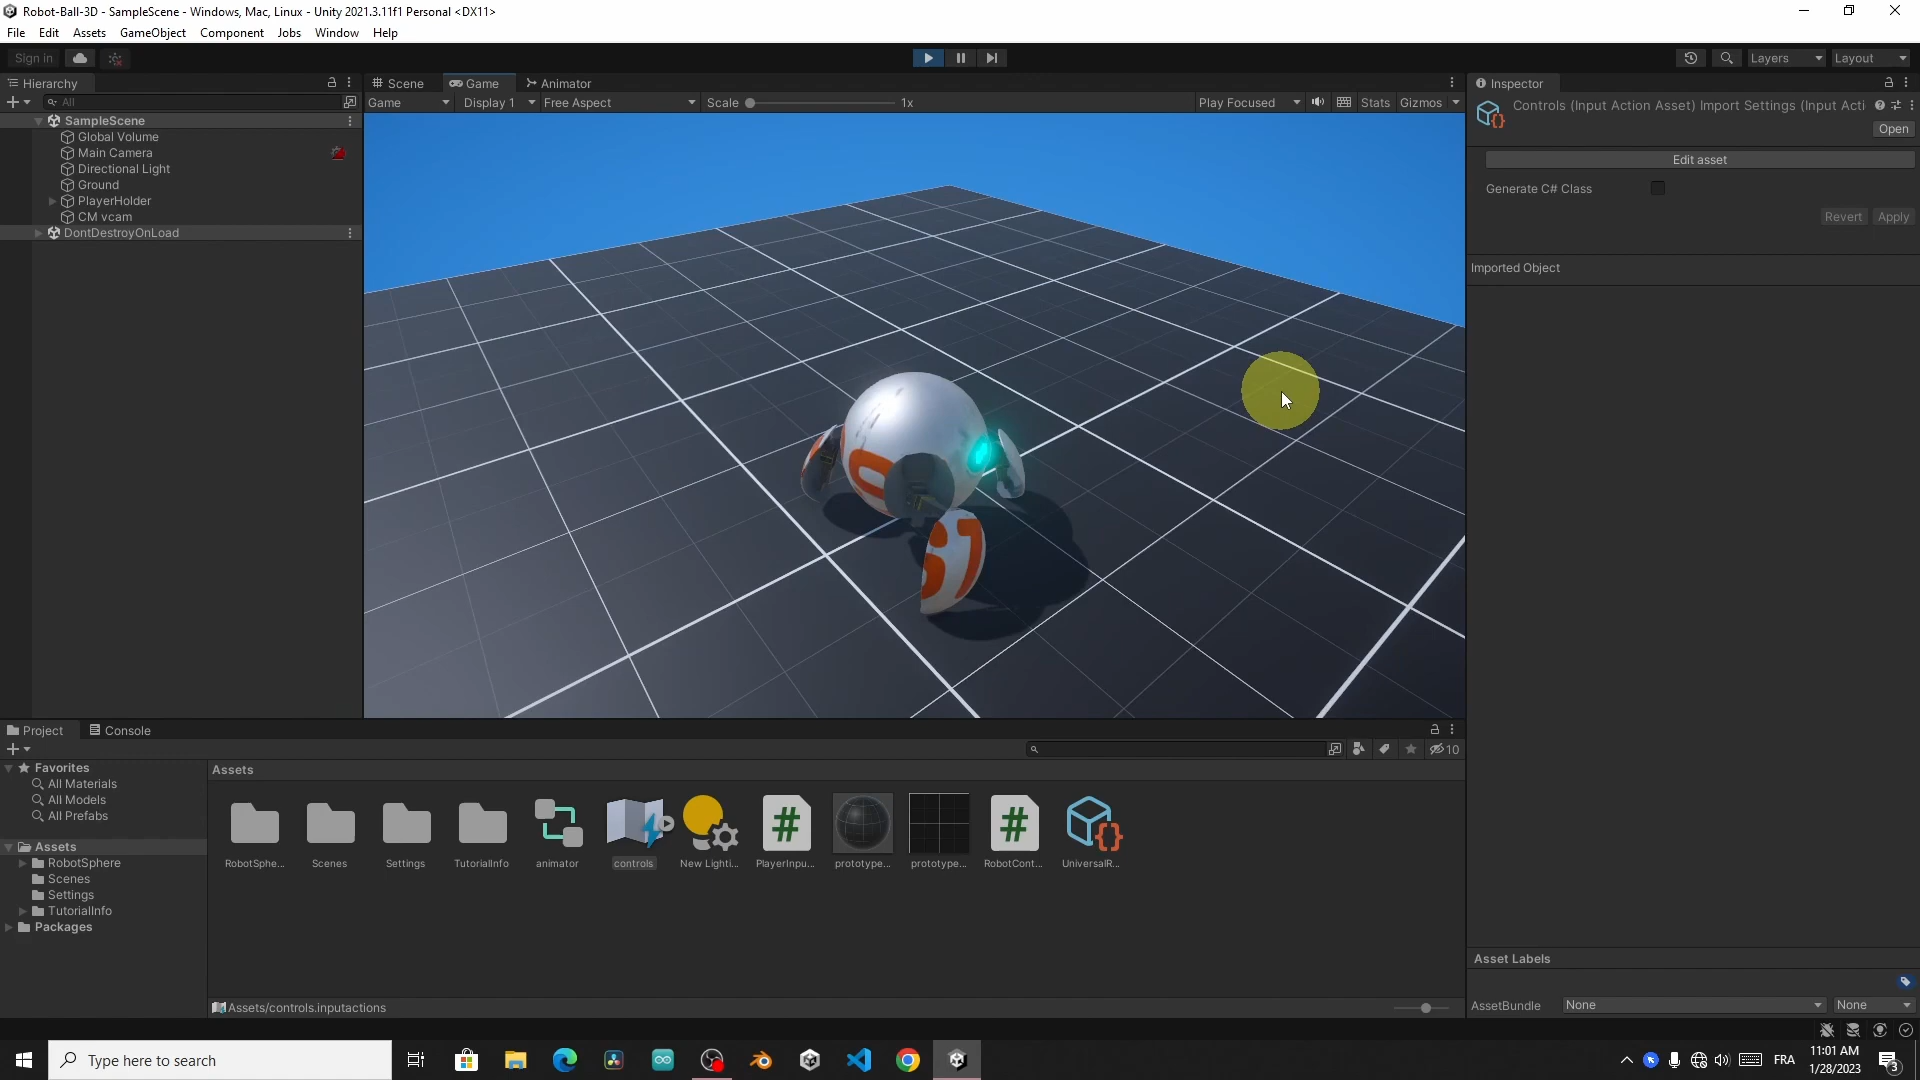 Robot-Ball-3D - SampleScene - Windows, Mac, Linux - Unity 2021.3.11f1 Personal <DX11>
File Edit Assets GameObject Component Jobs Window Help
Sign in
Layers
Layout
Hierarchy
All
SampleScene
Global Volume
Main Camera
Directional Light
Ground
PlayerHolder
CM vcam
DontDestroyOnLoad
Scene Game Animator
Game Display 1 Free Aspect Scale 1x Play Focused Stats Gizmos
Inspector
Controls (Input Action Asset) Import Settings (Input Acti
Open
Edit asset
Generate C# Class
Revert Apply
Imported Object
Project Console
10
Favorites
All Materials
All Models
All Prefabs
Assets
RobotSphere
Scenes
Settings
TutorialInfo
Packages
Assets
RobotSphe...
Scenes
Settings
TutorialInfo
animator
controls
New Lighti...
PlayerInpu...
prototype...
prototype...
RobotCont...
UniversalR...
Assets/controls.inputactions
Asset Labels
AssetBundle None None
Type here to search
FRA
11:01 AM
1/28/2023
3